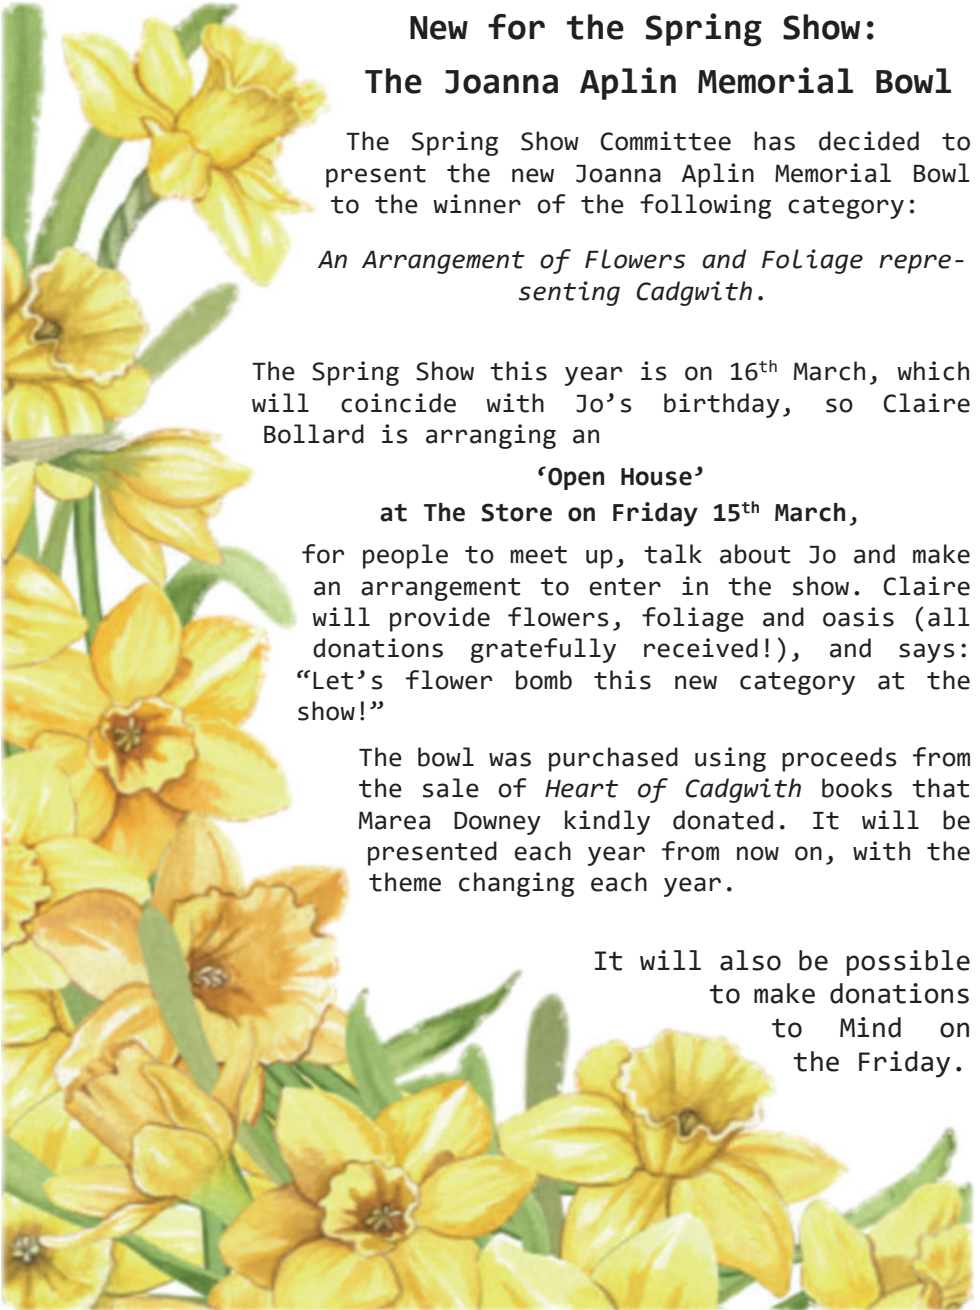 New for the Spring Show:
The Joanna Aplin Memorial Bowl
The Spring Show Committee has decided to
present the new Joanna Aplin Memorial Bowl
to the winner of the following category:
An Arrangement of Flowers and Foliage repre-
senting Cadgwith.
The Spring Show this year is on 16th March, which
will coincide with Jo’s birthday, so Claire
Bollard is arranging an
‘Open House’
at The Store on Friday 15th March,
for people to meet up, talk about Jo and make
an arrangement to enter in the show. Claire
will provide flowers, foliage and oasis (all
donations gratefully received!), and says:
“Let’s flower bomb this new category at the
show!”
The bowl was purchased using proceeds from
the sale of Heart of Cadgwith books that
Marea Downey kindly donated. It will be
presented each year from now on, with the
theme changing each year.
It will also be possible
to make donations
to Mind on
the Friday.